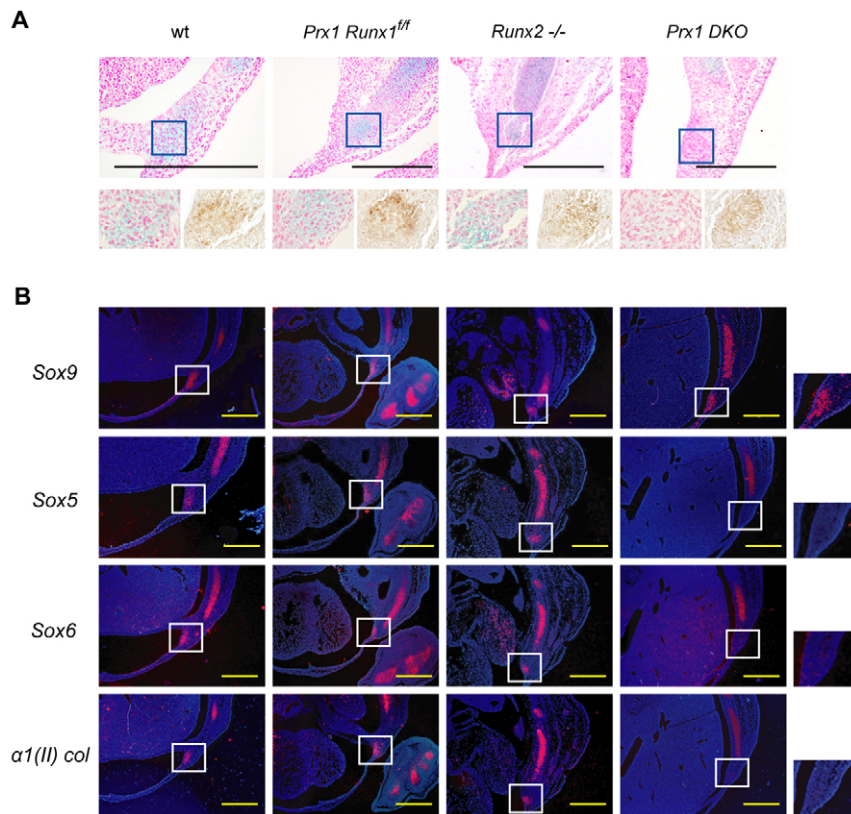 A
wt Prx1 Runx1f/f Runx2 -/- Prx1 DKO
B
Sox9
Sox5
Sox6
α1(II) col